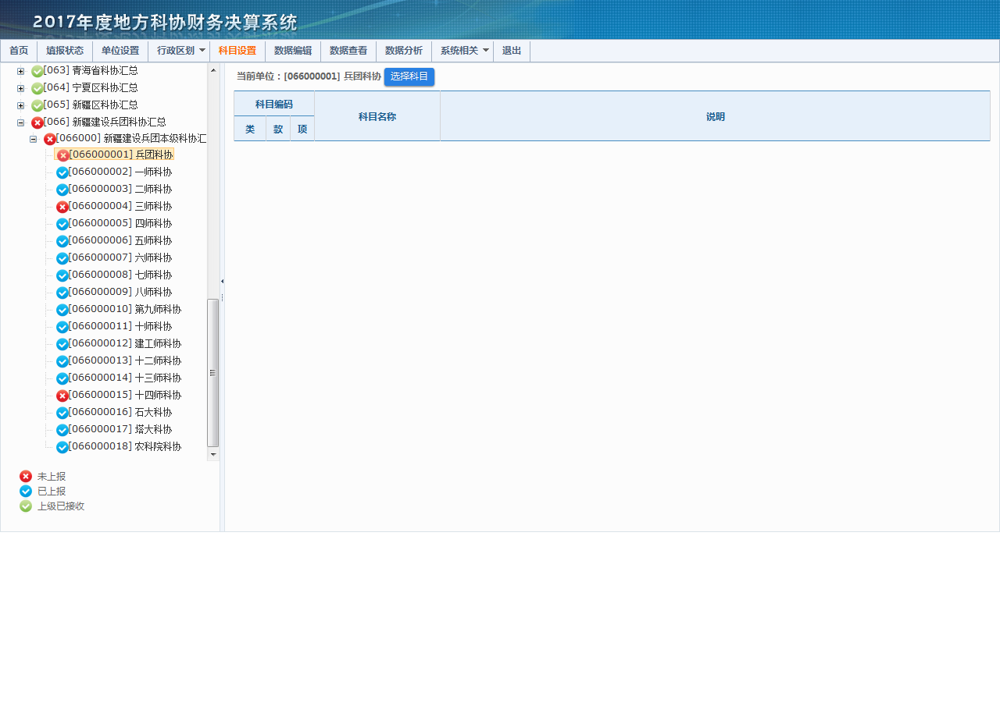 2017年度地方科协财务决算系统
首页 填报状态 单位设置 行政区划 科目设置 数据编辑 数据查看 数据分析 系统相关 退出
[063] 青海省科协汇总
[064] 宁夏区科协汇总
[065] 新疆区科协汇总
[066] 新疆建设兵团科协汇总
[066000] 新疆建设兵团本级科协汇
[066000001] 兵团科协
[066000002] 一师科协
[066000003] 二师科协
[066000004] 三师科协
[066000005] 四师科协
[066000006] 五师科协
[066000007] 六师科协
[066000008] 七师科协
[066000009] 八师科协
[066000010] 第九师科协
[066000011] 十师科协
[066000012] 建工师科协
[066000013] 十二师科协
[066000014] 十三师科协
[066000015] 十四师科协
[066000016] 石大科协
[066000017] 塔大科协
[066000018] 农科院科协
未上报
已上报
上级已接收
当前单位：[066000001] 兵团科协 选择科目
科目编码 科目名称 说明
类 款 项